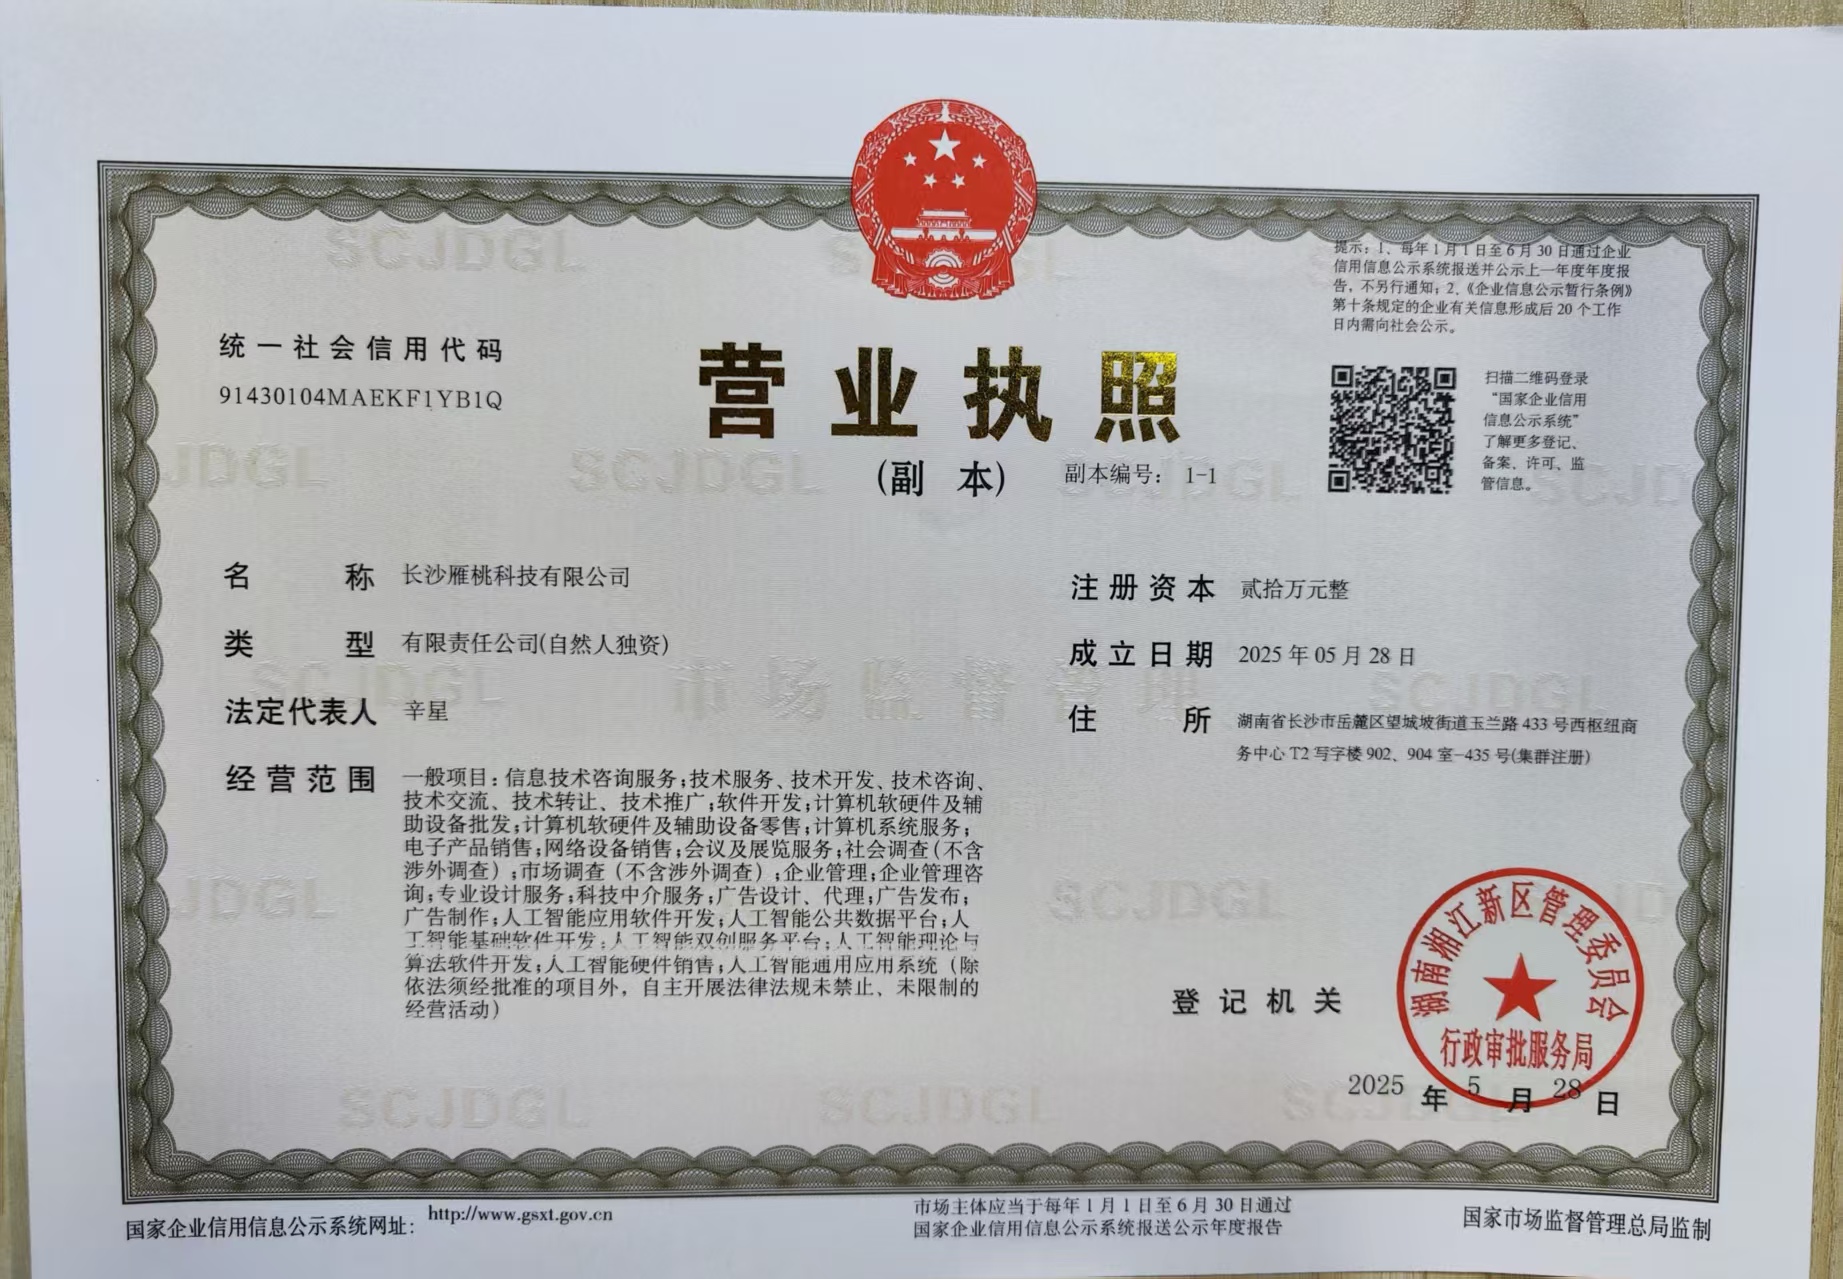 提示：1、每年1月1日至6月30日通过企业
信用信息公示系统报送并公示上一年度年度报
告，不另行通知；2、《企业信息公示暂行条例》
第十条规定的企业有关信息形成后20个工作
日内需向社会公示。
统一社会信用代码
91430104MAEKF1YB1Q
营业执照
(副 本)
副本编号： 1-1
扫描二维码登录
“国家企业信用
信息公示系统”
了解更多登记、
备案、许可、监
管信息。
名 称 长沙雁桃科技有限公司
类 型 有限责任公司(自然人独资)
法定代表人 辛星
经营范围 一般项目：信息技术咨询服务;技术服务、技术开发、技术咨询、
技术交流、技术转让、技术推广;软件开发;计算机软硬件及辅
助设备批发;计算机软硬件及辅助设备零售;计算机系统服务;
电子产品销售;网络设备销售;会议及展览服务;社会调查(不含
涉外调查);市场调查(不含涉外调查);企业管理;企业管理咨
询;专业设计服务;科技中介服务;广告设计、代理;广告发布;
广告制作;人工智能应用软件开发;人工智能公共数据平台;人
工智能基础软件开发;人工智能双创服务平台;人工智能理论与
算法软件开发;人工智能硬件销售;人工智能通用应用系统(除
依法须经批准的项目外，自主开展法律法规未禁止、未限制的
经营活动)
注册资本 贰拾万元整
成立日期 2025年05月28日
住 所 湖南省长沙市岳麓区望城坡街道玉兰路433号西枢纽商
务中心T2写字楼902、904室-435号(集群注册)
登记机关
湖南湘江新区管理委员会
行政审批服务局
2025 年 5 月 28 日
SCJDGL
市场监督管理
国家企业信用信息公示系统网址：http://www.gsxt.gov.cn
市场主体应当于每年1月1日至6月30日通过
国家企业信用信息公示系统报送公示年度报告
国家市场监督管理总局监制